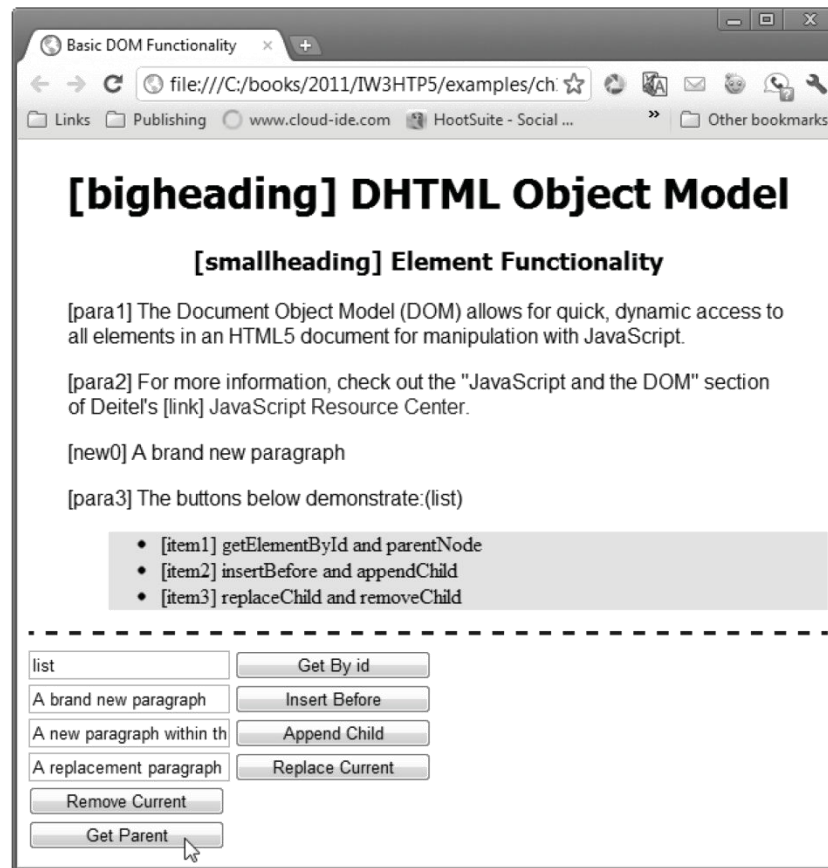 Basic DOM Functionality
file:///C:/books/2011/IW3HTP5/examples/ch
Links Publishing www.cloud-ide.com HootSuite - Social ... » Other bookmarks
[bigheading] DHTML Object Model
[smallheading] Element Functionality
[para1] The Document Object Model (DOM) allows for quick, dynamic access to
all elements in an HTML5 document for manipulation with JavaScript.
[para2] For more information, check out the "JavaScript and the DOM" section
of Deitel's [link] JavaScript Resource Center.
[new0] A brand new paragraph
[para3] The buttons below demonstrate:(list)
• [item1] getElementById and parentNode
• [item2] insertBefore and appendChild
• [item3] replaceChild and removeChild
list Get By id
A brand new paragraph Insert Before
A new paragraph within th Append Child
A replacement paragraph Replace Current
Remove Current
Get Parent